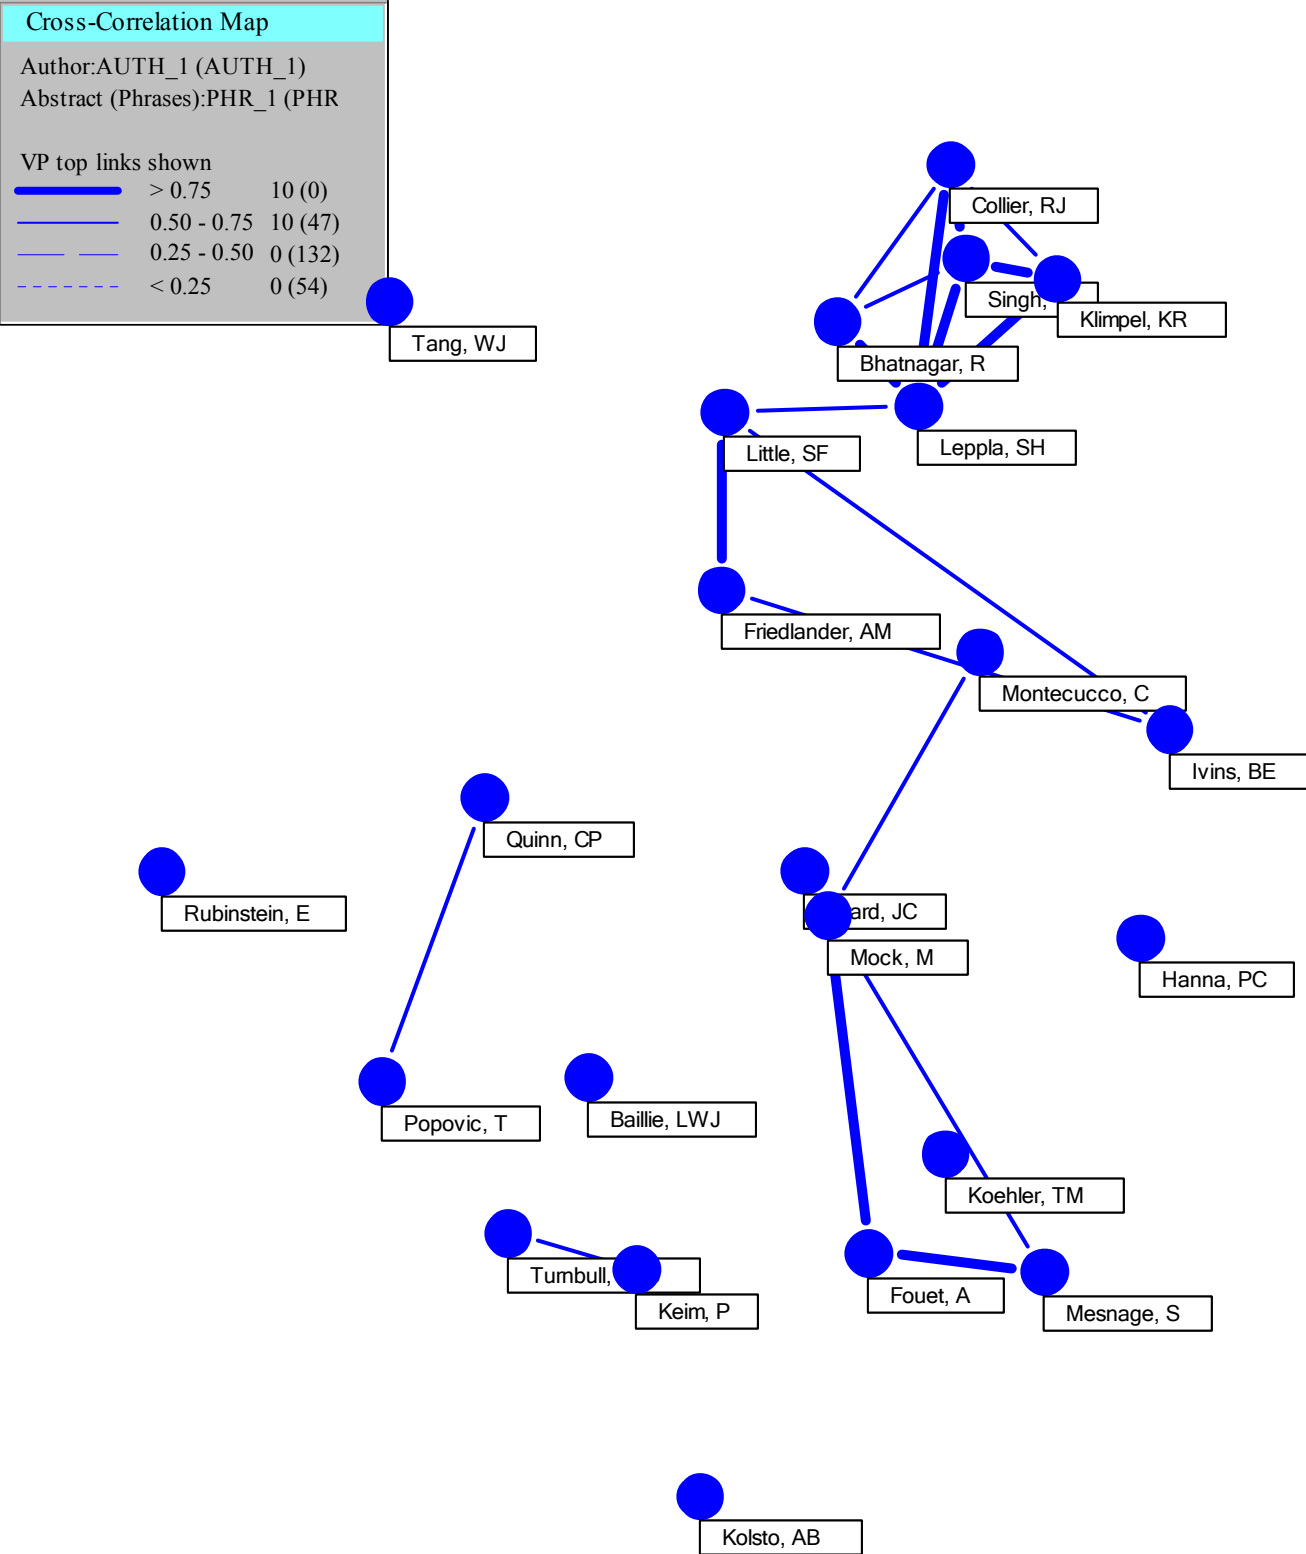 Cross-Correlation Map
Author:AUTH_1 (AUTH_1)
Abstract (Phrases):PHR_1 (PHR
VP top links shown
> 0.75 10 (0)
0.50 - 0.75 10 (47)
0.25 - 0.50 0 (132)
< 0.25 0 (54)
Collier, RJ
Singh,
Klimpel, KR
Tang, WJ
Bhatnagar, R
Little, SF
Leppla, SH
Friedlander, AM
Montecucco, C
Ivins, BE
Quinn, CP
Rubinstein, E
ard, JC
Mock, M
Hanna, PC
Popovic, T
Baillie, LWJ
Koehler, TM
Turnbull,
Keim, P
Fouet, A
Mesnage, S
Kolsto, AB